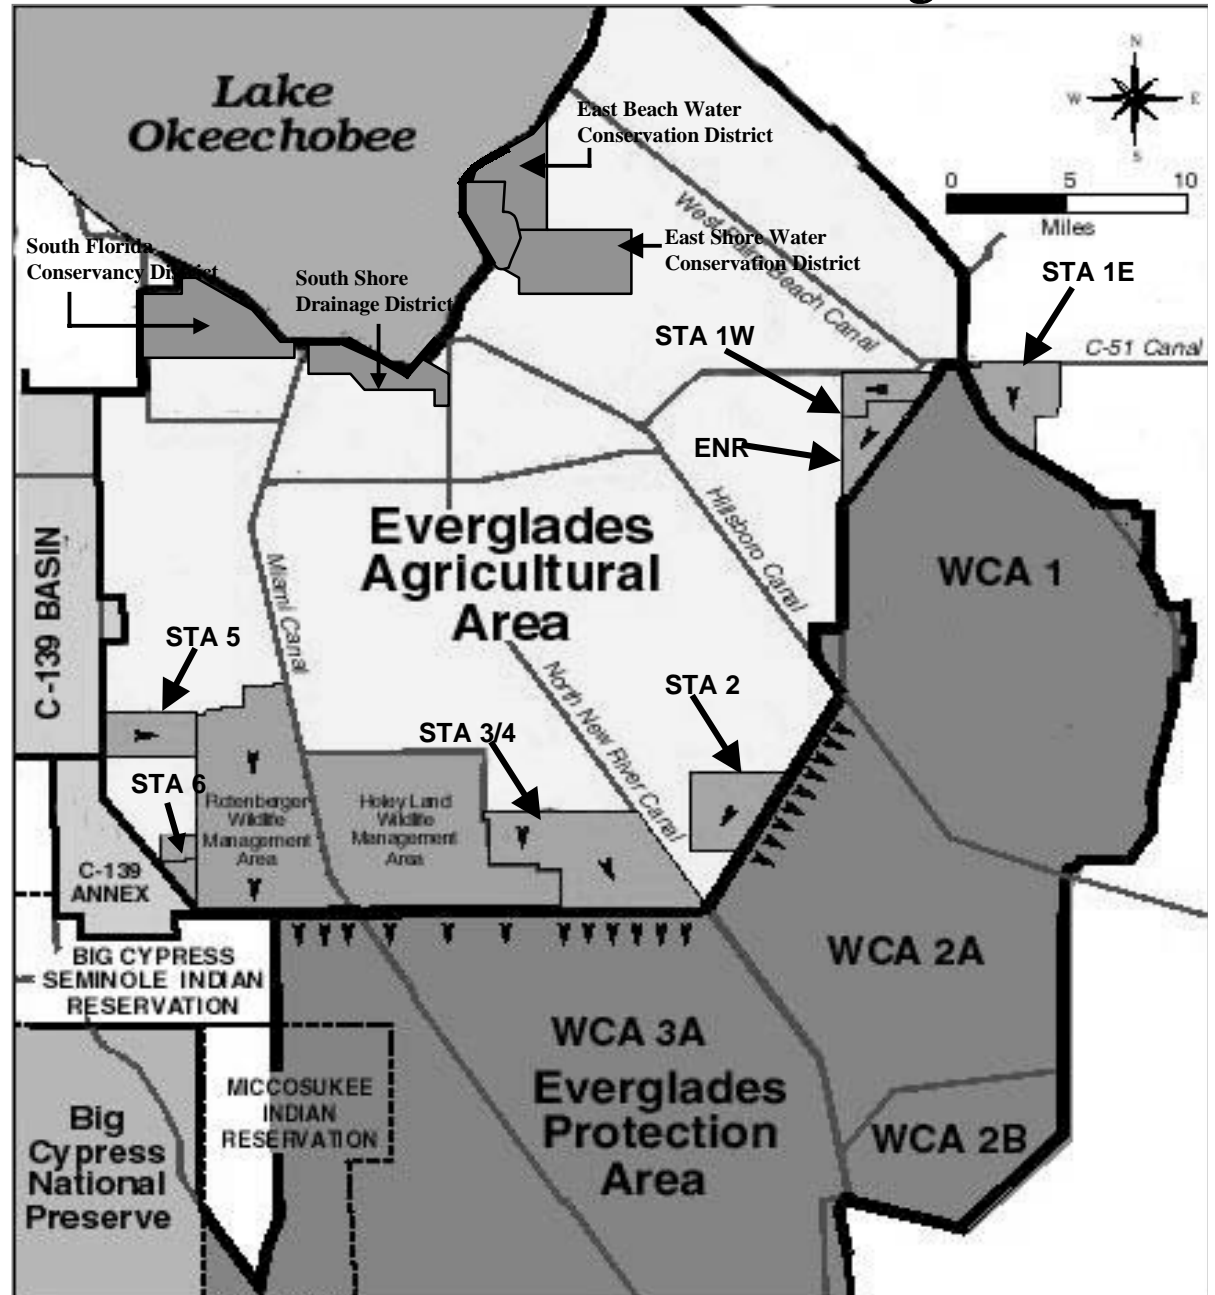 g
Lake
Okeechobee
East Beach Water
Conservation District
N
W
E
S
0 5 10
Miles
West Palm Beach Canal
East Shore Water
Conservation District
South Florida
Conservancy District
South Shore
Drainage District
STA 1E
STA 1W
C-51 Canal
ENR
Everglades
Agricultural
Area
Hillsboro Canal
WCA 1
C-139 BASIN
Miami Canal
STA 5
North New River Canal
STA 2
STA 3/4
STA 6
Rotenberger
Wildlife
Management
Area
Holey Land
Wildlife
Management
Area
C-139
ANNEX
BIG CYPRESS
SEMINOLE INDIAN
RESERVATION
WCA 2A
WCA 3A
Everglades
Protection
Area
MICCOSUKEE
INDIAN
RESERVATION
WCA 2B
Big
Cypress
National
Preserve